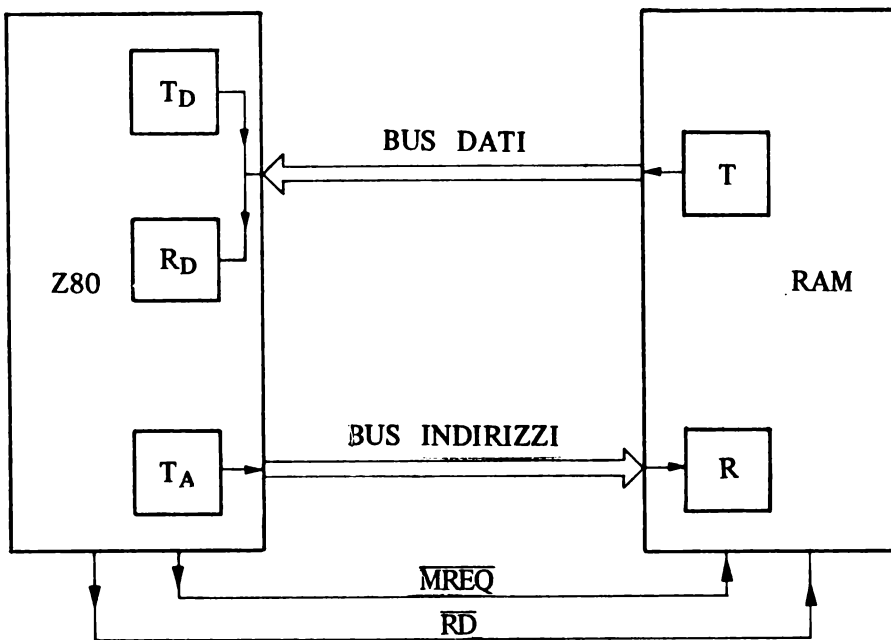 TD
BUS DATI
T
RD
Z80
RAM
BUS INDIRIZZI
TA
R
MREQ
RD